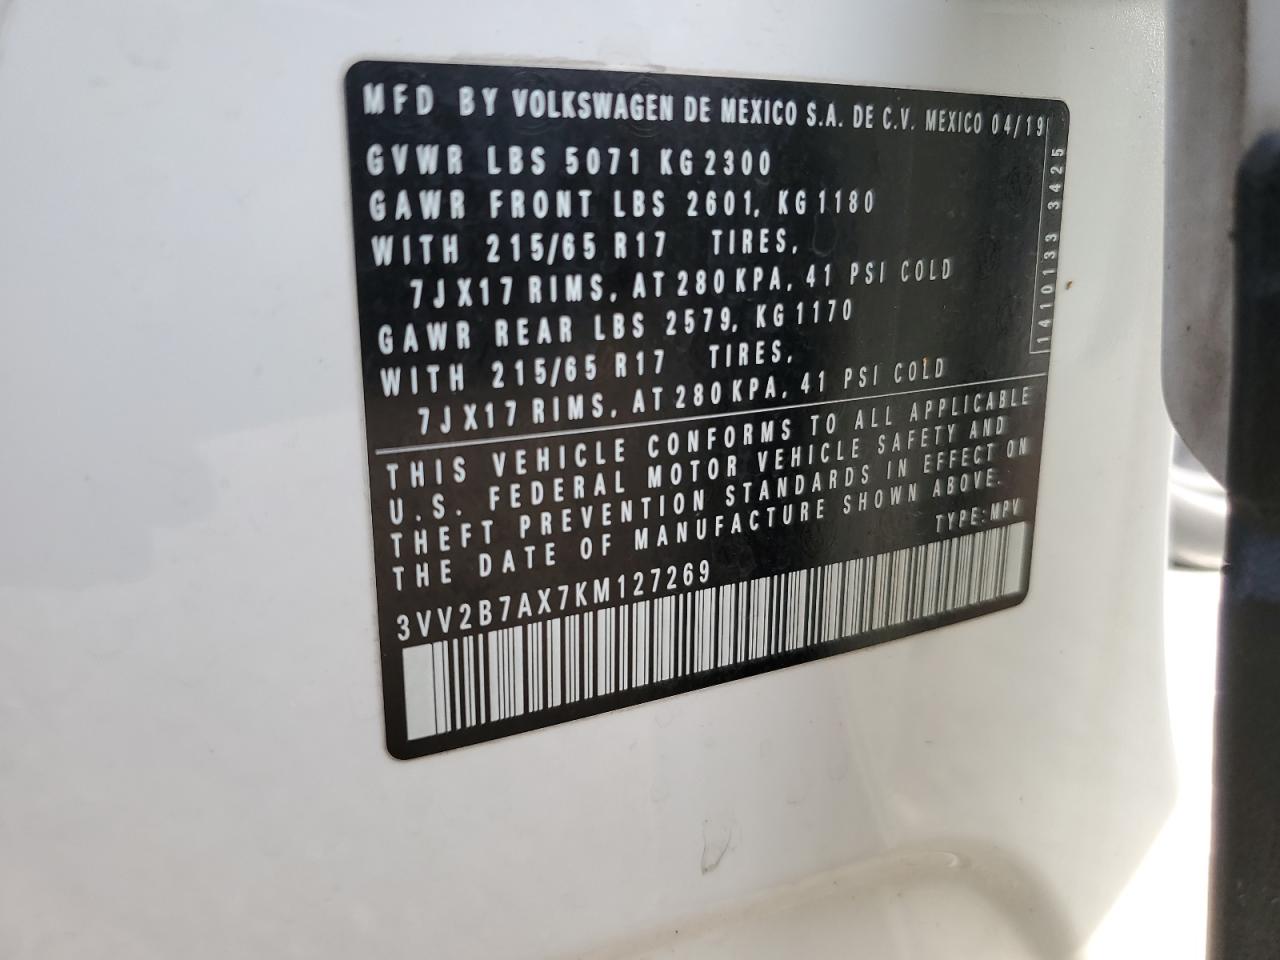 MFD BY VOLKSWAGEN DE MEXICO S.A. DE C.V. MEXICO 04/19
GVWR LBS 5071 KG 2300
GAWR FRONT LBS 2601, KG 1180
WITH 215/65 R17 TIRES,
7J X17 RIMS, AT 280 KPA, 41 PSI COLD
GAWR REAR LBS 2579, KG 1170
WITH 215/65 R17 TIRES,
7J X17 RIMS, AT 280 KPA, 41 PSI COLD
1410133 3425
THIS VEHICLE CONFORMS TO ALL APPLICABLE
U.S. FEDERAL MOTOR VEHICLE SAFETY AND
THEFT PREVENTION STANDARDS IN EFFECT ON
THE DATE OF MANUFACTURE SHOWN ABOVE.
TYPE: MPV
3VV2B7AX7KM127269